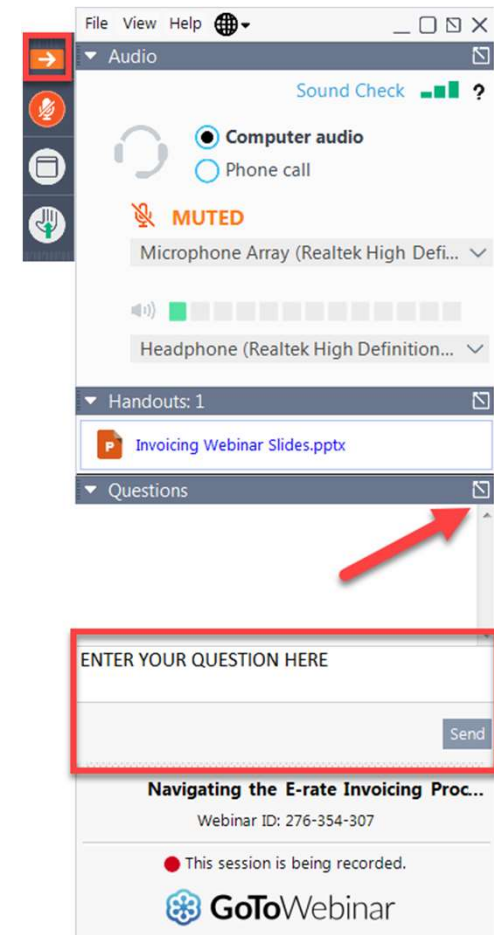 File View Help
Audio
Sound Check ?
Computer audio
Phone call
MUTED
Microphone Array (Realtek High Defi...
Headphone (Realtek High Definition...
Handouts: 1
P Invoicing Webinar Slides.pptx
Questions
ENTER YOUR QUESTION HERE
Send
Navigating the E-rate Invoicing Proc...
Webinar ID: 276-354-307
This session is being recorded.
GoToWebinar